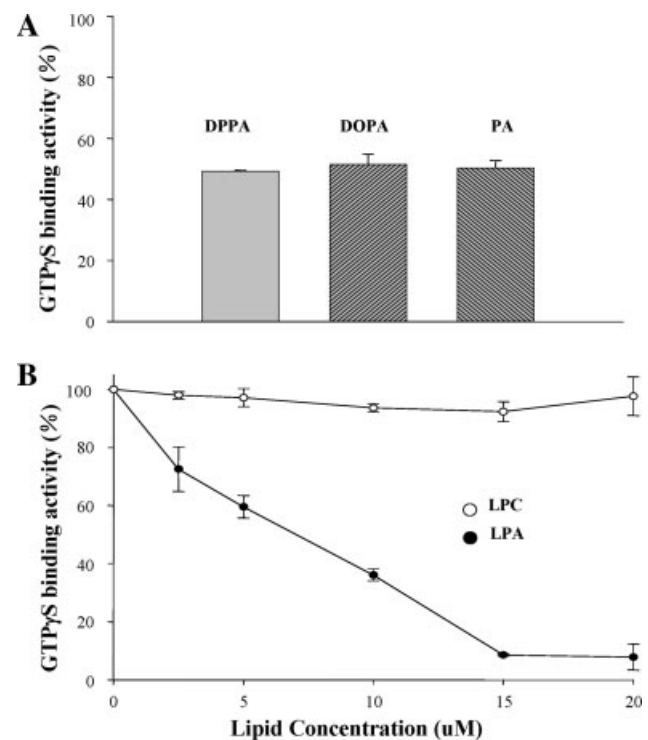 A
GTPγS binding activity (%)
100
80
60
40
20
0
DPPA DOPA PA
B
GTPγS binding activity (%)
100
80
60
40
20
0
LPC
LPA
0 5 10 15 20
Lipid Concentration (uM)